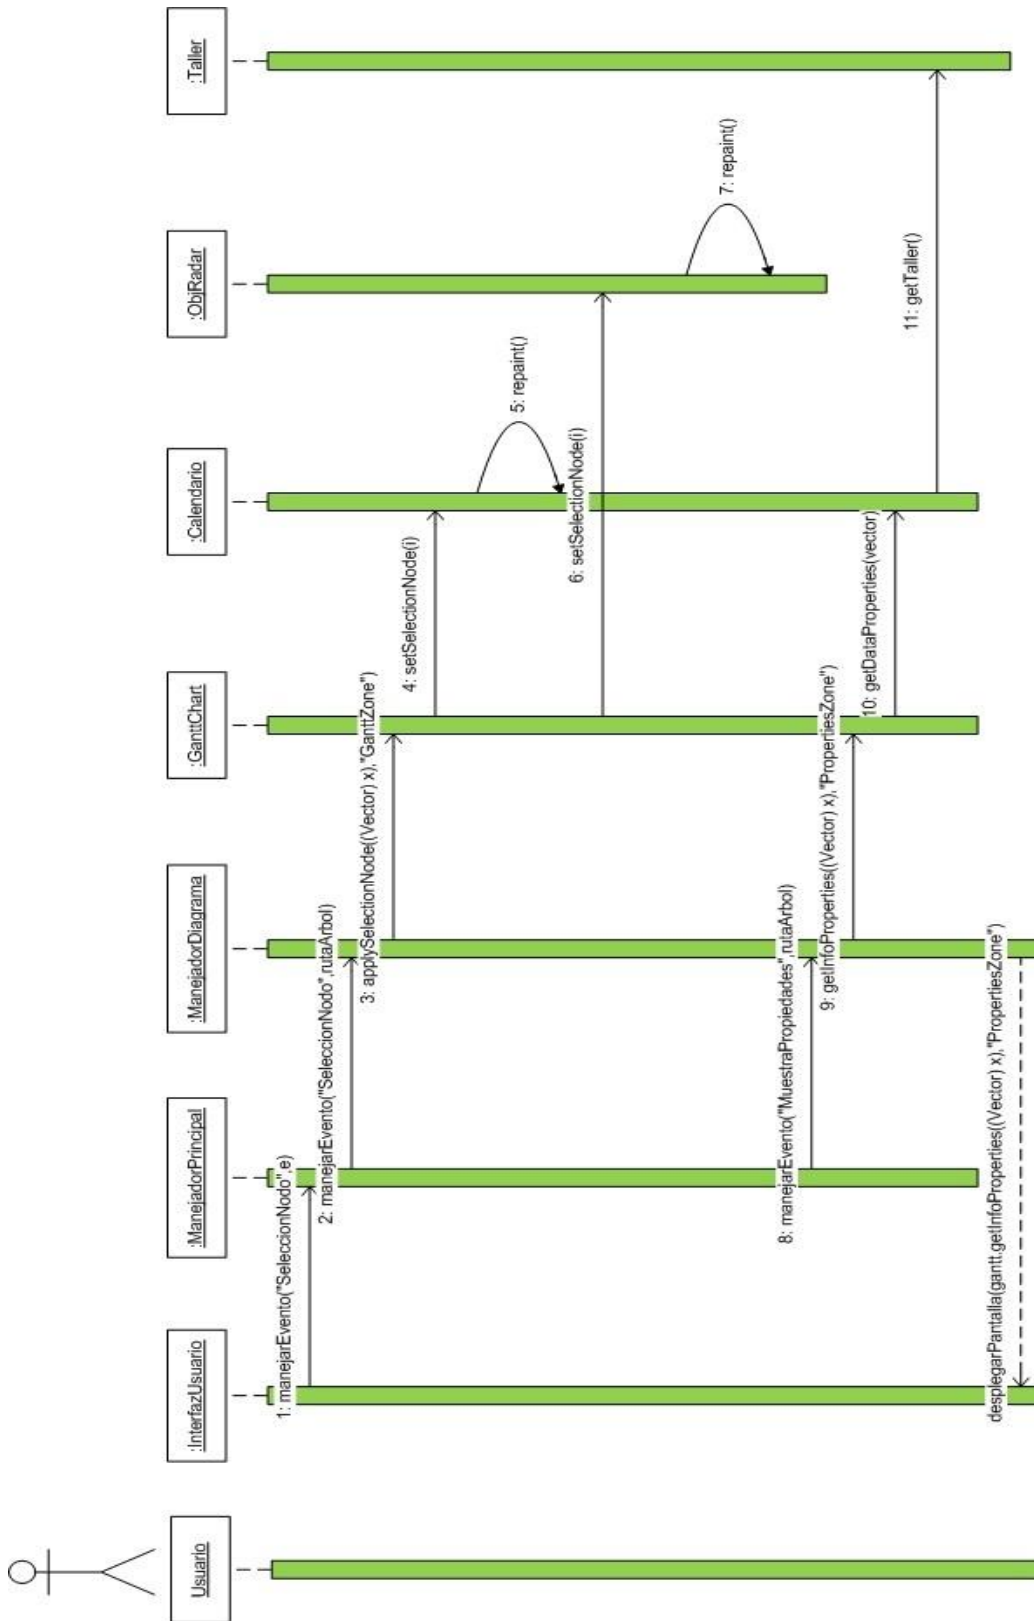 Usuario
:InterfazUsuario
:ManejadorPrincipal
:ManejadorDiagrama
:GanttChart
:Calendario
:ObjRadar
:Taller
1: manejarEvento("SeleccionNodo",e)
2: manejarEvento("SeleccionNodo",rutaArbol)
3: applySelectionNode((Vector) x),"GanttZone")
4: setSelectionNode(i)
5: repaint()
6: setSelectionNode(i)
7: repaint()
8: manejarEvento("MuestraPropiedades",rutaArbol)
9: getInfoProperties((Vector) x),"PropertiesZone")
10: getDataProperties(vector)
11: getTaller()
desplegarPantalla(gantt.getInfoProperties((Vector) x),"PropertiesZone")